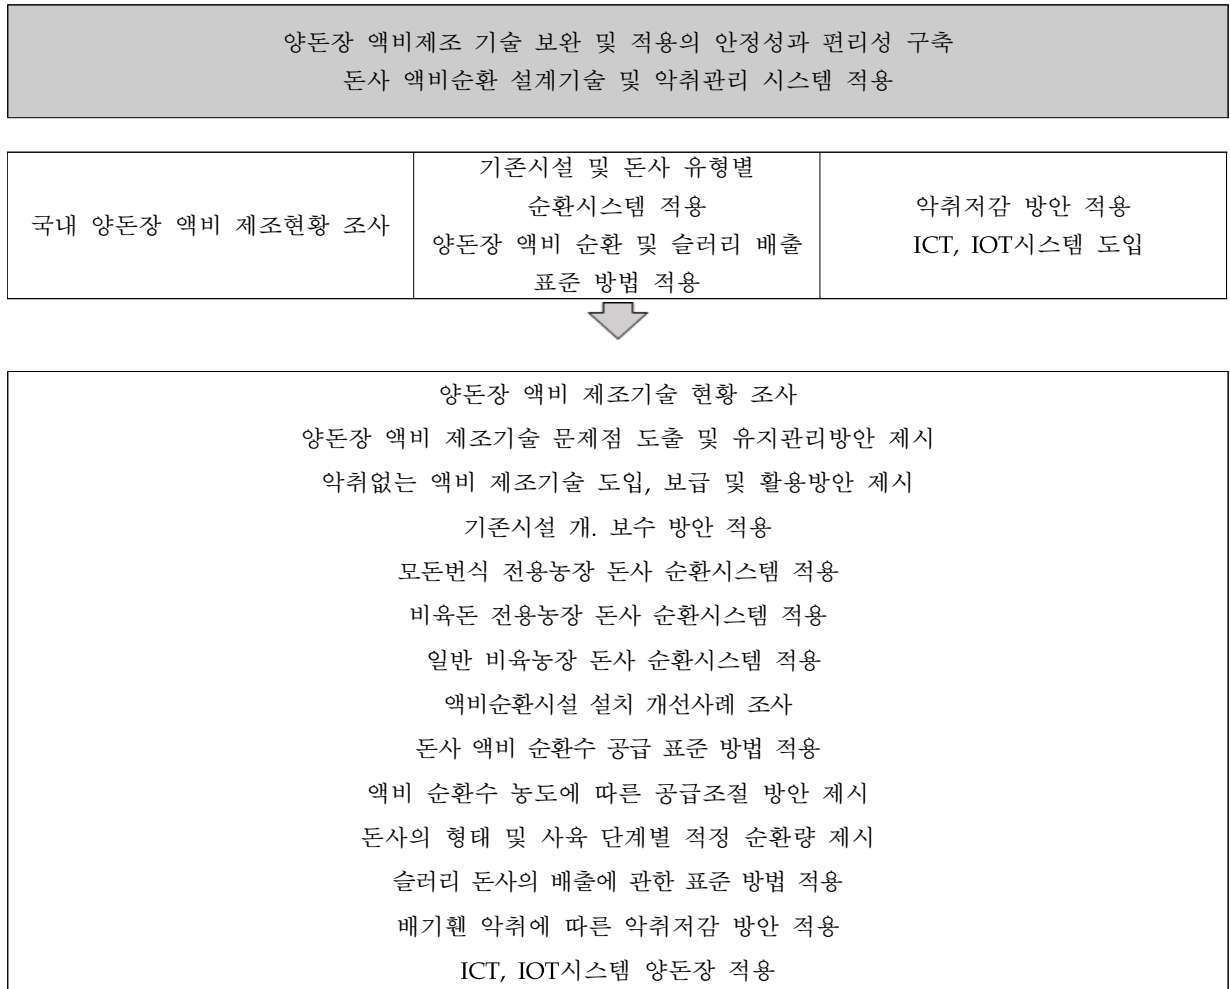 양돈장 액비제조 기술 보완 및 적용의 안정성과 편리성 구축
돈사 액비순환 설계기술 및 악취관리 시스템 적용
국내 양돈장 액비 제조현황 조사
기존시설 및 돈사 유형별
순환시스템 적용
양돈장 액비 순환 및 슬러리 배출
표준 방법 적용
악취저감 방안 적용
ICT, IOT시스템 도입
양돈장 액비 제조기술 현황 조사
양돈장 액비 제조기술 문제점 도출 및 유지관리방안 제시
악취없는 액비 제조기술 도입, 보급 및 활용방안 제시
기존시설 개. 보수 방안 적용
모돈번식 전용농장 돈사 순환시스템 적용
비육돈 전용농장 돈사 순환시스템 적용
일반 비육농장 돈사 순환시스템 적용
액비순환시설 설치 개선사례 조사
돈사 액비 순환수 공급 표준 방법 적용
액비 순환수 농도에 따른 공급조절 방안 제시
돈사의 형태 및 사육 단계별 적정 순환량 제시
슬러리 돈사의 배출에 관한 표준 방법 적용
배기휀 악취에 따른 악취저감 방안 적용
ICT, IOT시스템 양돈장 적용